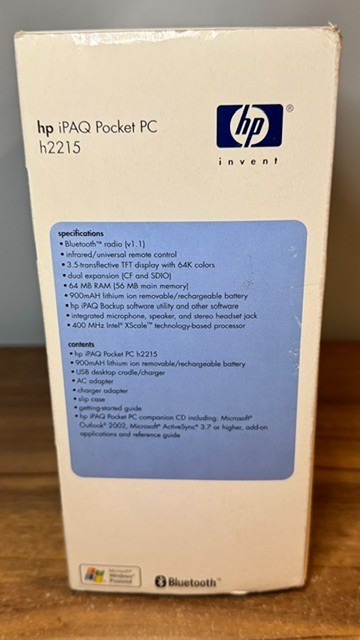 hp iPAQ Pocket PC
h2215
hp
®
invent
specifications
• Bluetooth™ radio (v1.1)
• infrared/universal remote control
• 3.5-transflective TFT display with 64K colors
• dual expansion (CF and SDIO)
• 64 MB RAM (56 MB main memory)
• 900mAH lithium ion removable/rechargeable battery
• hp iPAQ Backup software utility and other software
• integrated microphone, speaker, and stereo headset jack
• 400 MHz Intel® XScale™ technology-based processor
contents
• hp iPAQ Pocket PC h2215
• 900mAH lithium ion removable/rechargeable battery
• USB desktop cradle/charger
• AC adapter
• charger adapter
• slip case
• getting-started guide
• hp iPAQ Pocket PC companion CD including: Microsoft®
Outlook® 2002, Microsoft® ActiveSync® 3.7 or higher, add-on
applications and reference guide
Microsoft®
Windows®
Powered
Bluetooth™